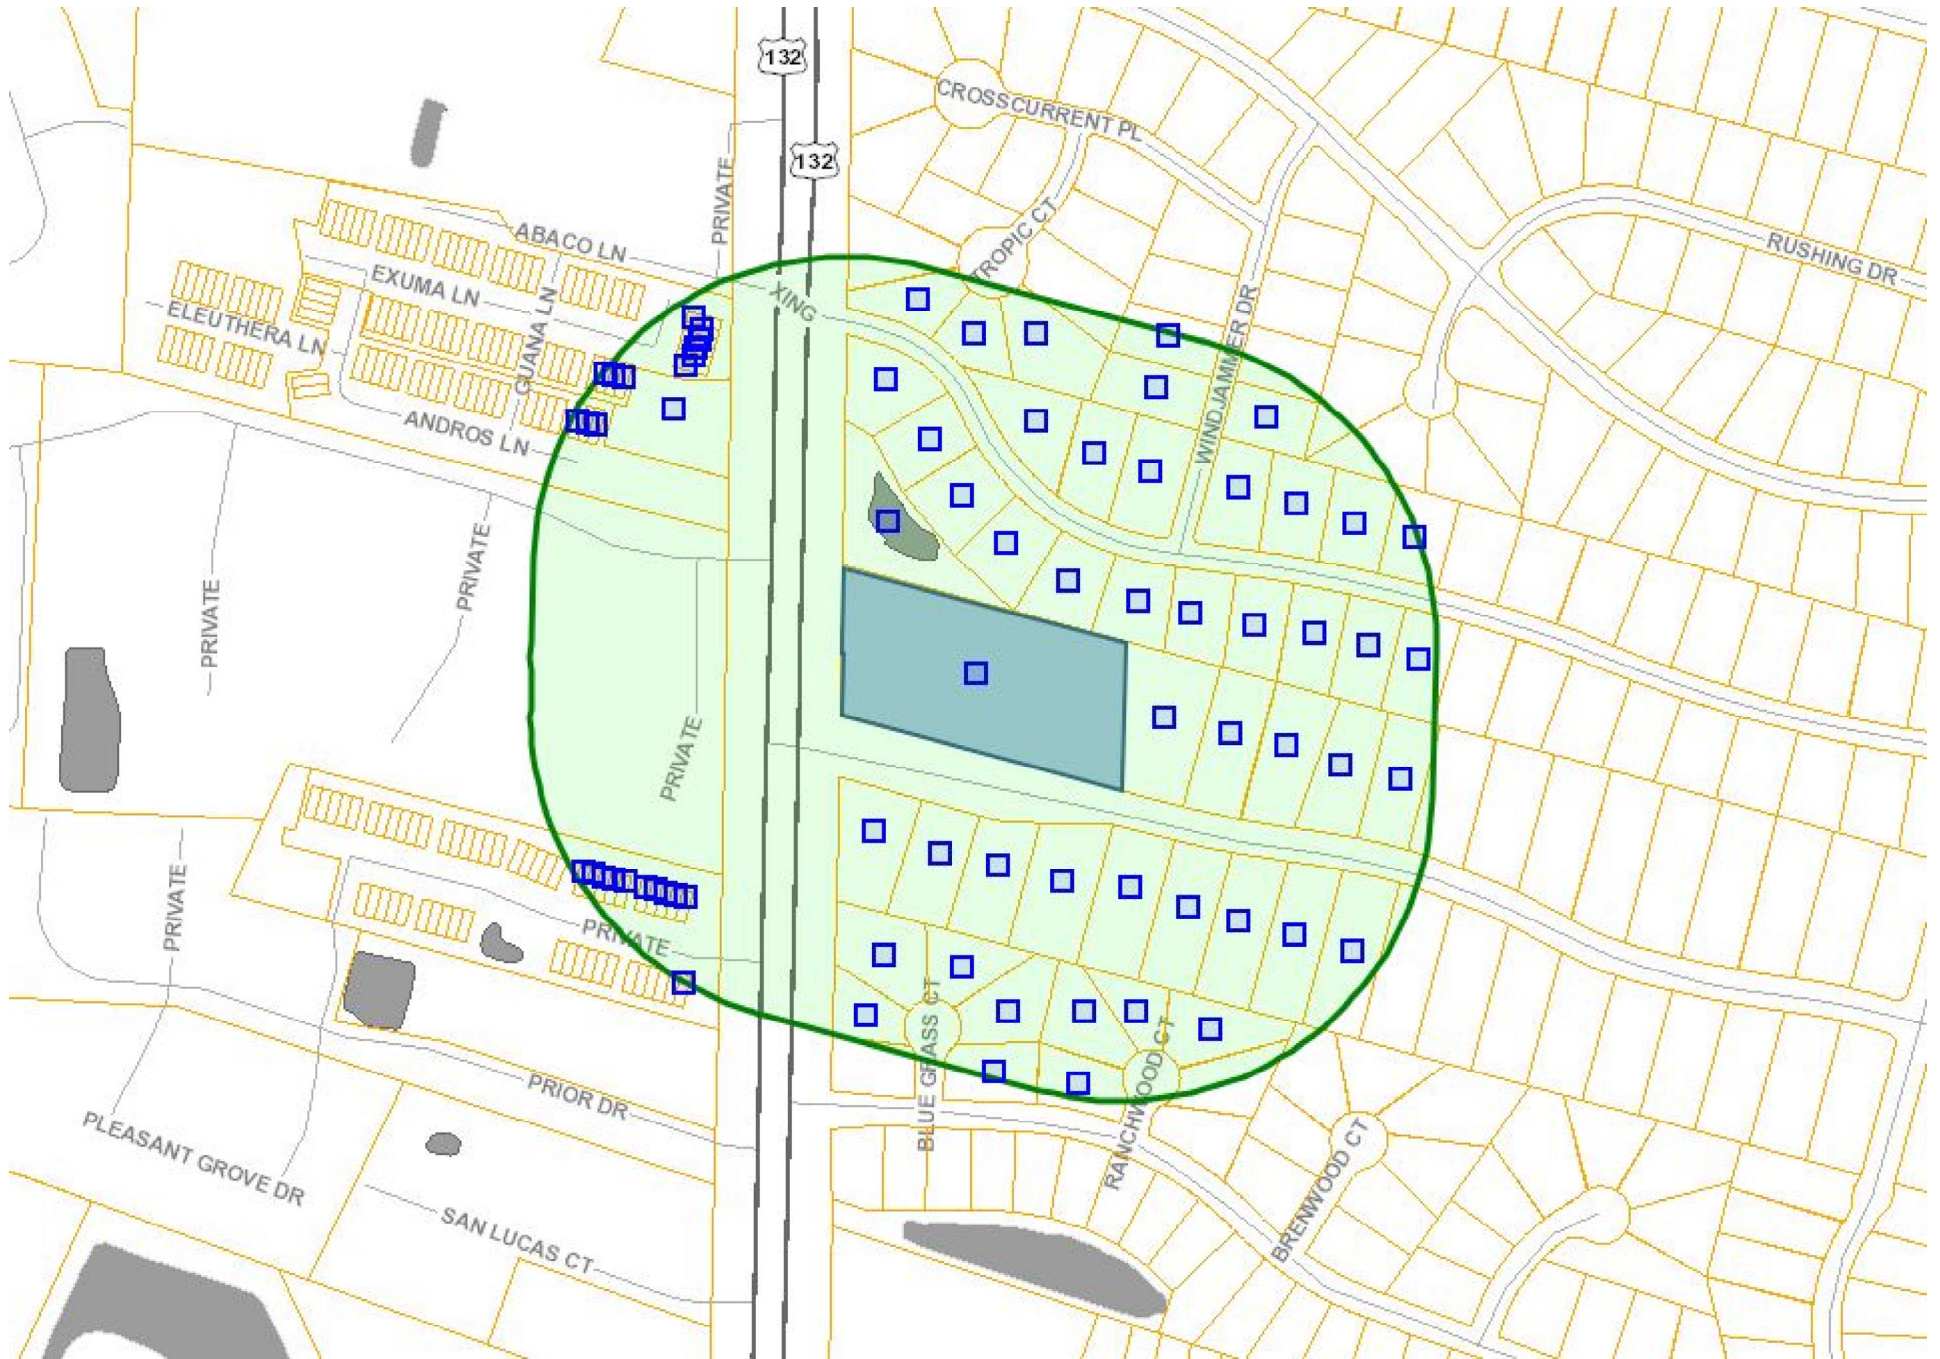 132
CROSSCURRENT PL
132
PRIVATE
ABACO LN
TROPIC CT
RUSHING DR
EXUMA LN
XING
ELEUTHERA LN
GUANA LN
WINDJAMMER DR
ANDROS LN
PRIVATE
PRIVATE
PRIVATE
PRIVATE
PRIVATE
BLUE GRASS CT
RANCHWOOD CT
PRIOR DR
PLEASANT GROVE DR
BRENWOOD CT
SAN LUCAS CT